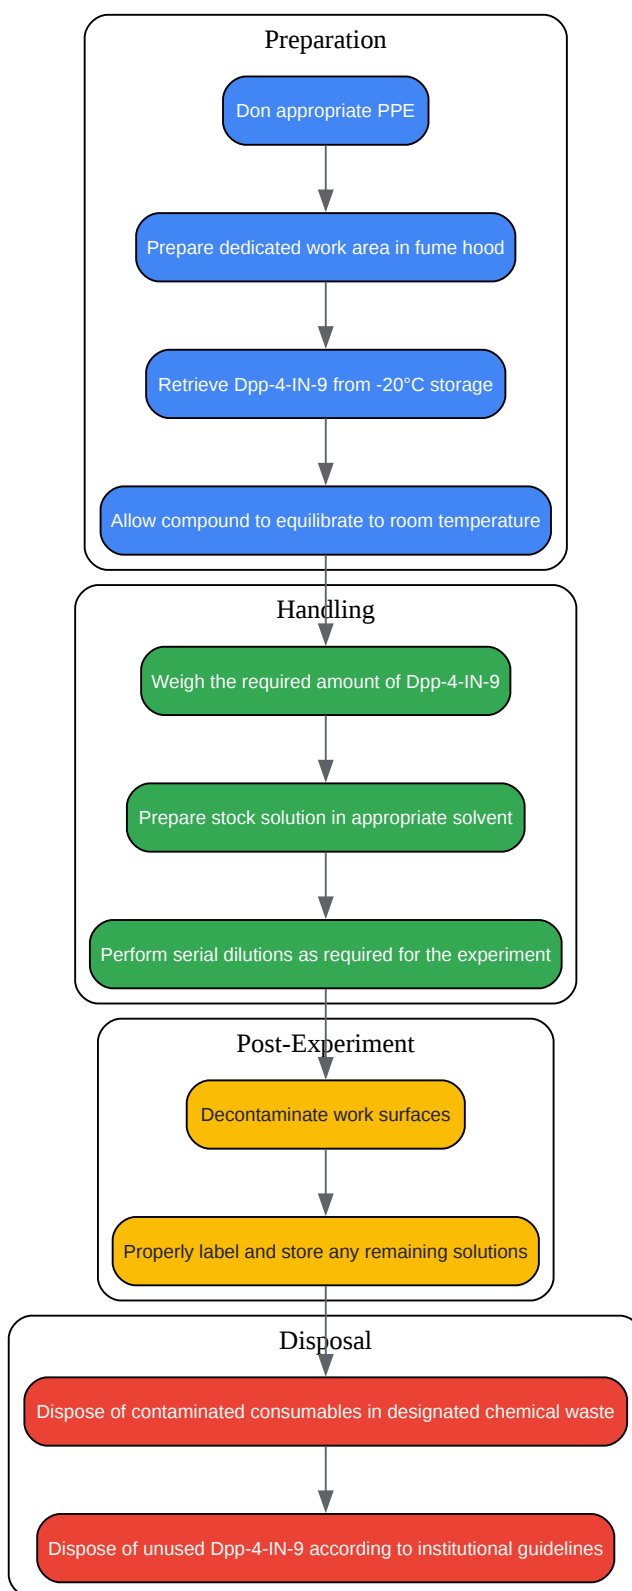 Preparation
Don appropriate PPE
Prepare dedicated work area in fume hood
Retrieve Dpp-4-IN-9 from -20°C storage
Allow compound to equilibrate to room temperature
Handling
Weigh the required amount of Dpp-4-IN-9
Prepare stock solution in appropriate solvent
Perform serial dilutions as required for the experiment
Post-Experiment
Decontaminate work surfaces
Properly label and store any remaining solutions
Disposal
Dispose of contaminated consumables in designated chemical waste
Dispose of unused Dpp-4-IN-9 according to institutional guidelines